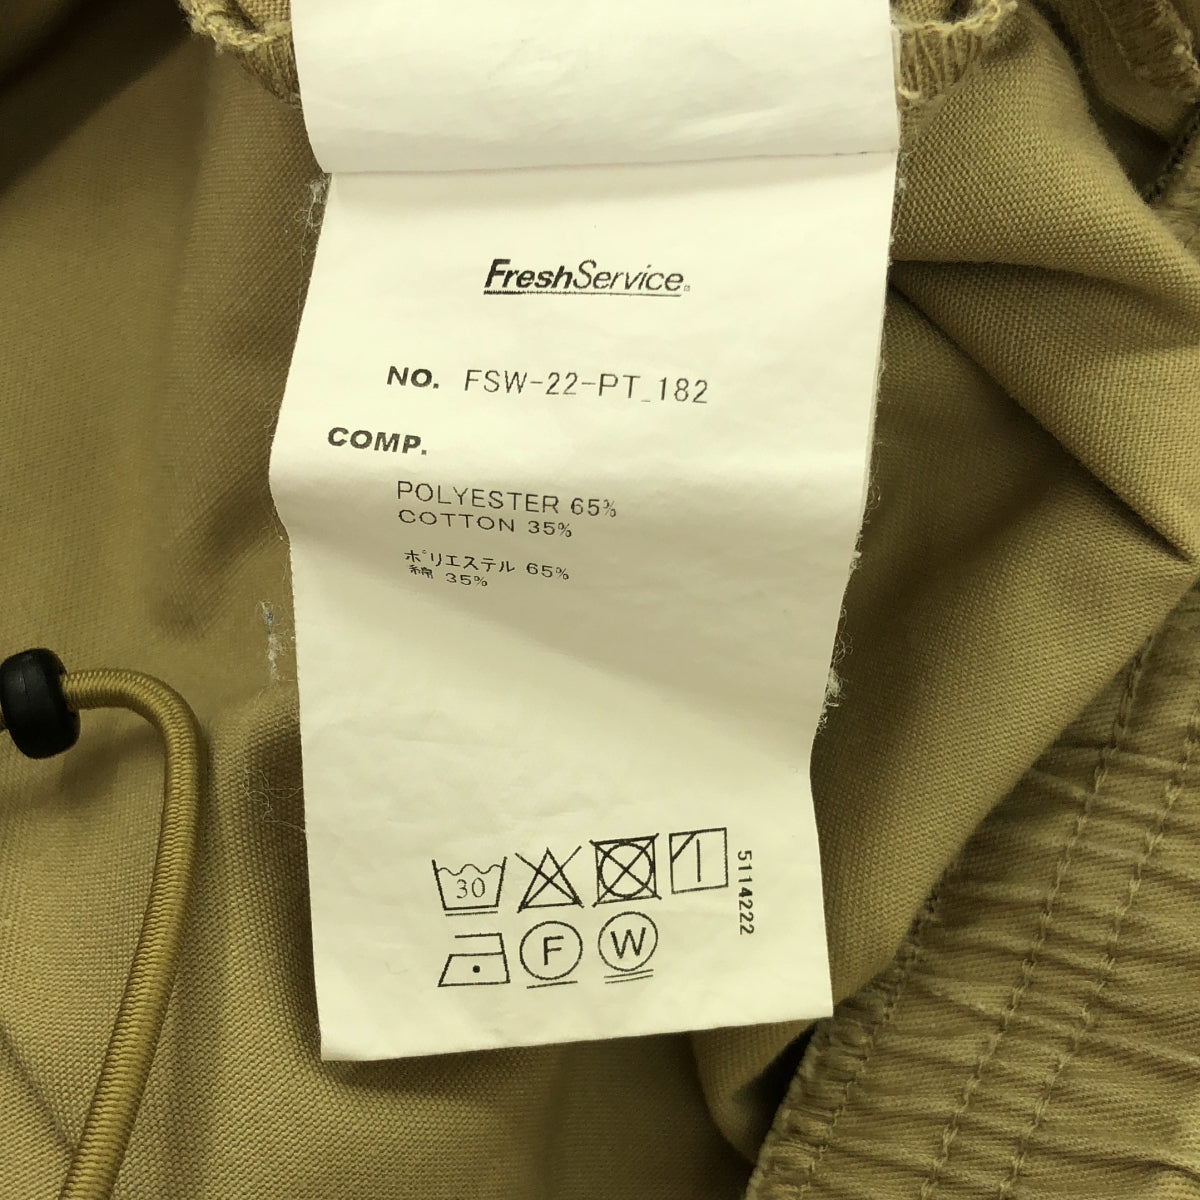 FreshService®
NO. FSW-22-PT_182
COMP.
POLYESTER 65%
COTTON 35%
ポリエステル 65%
綿 35%
30
5114222
F
W